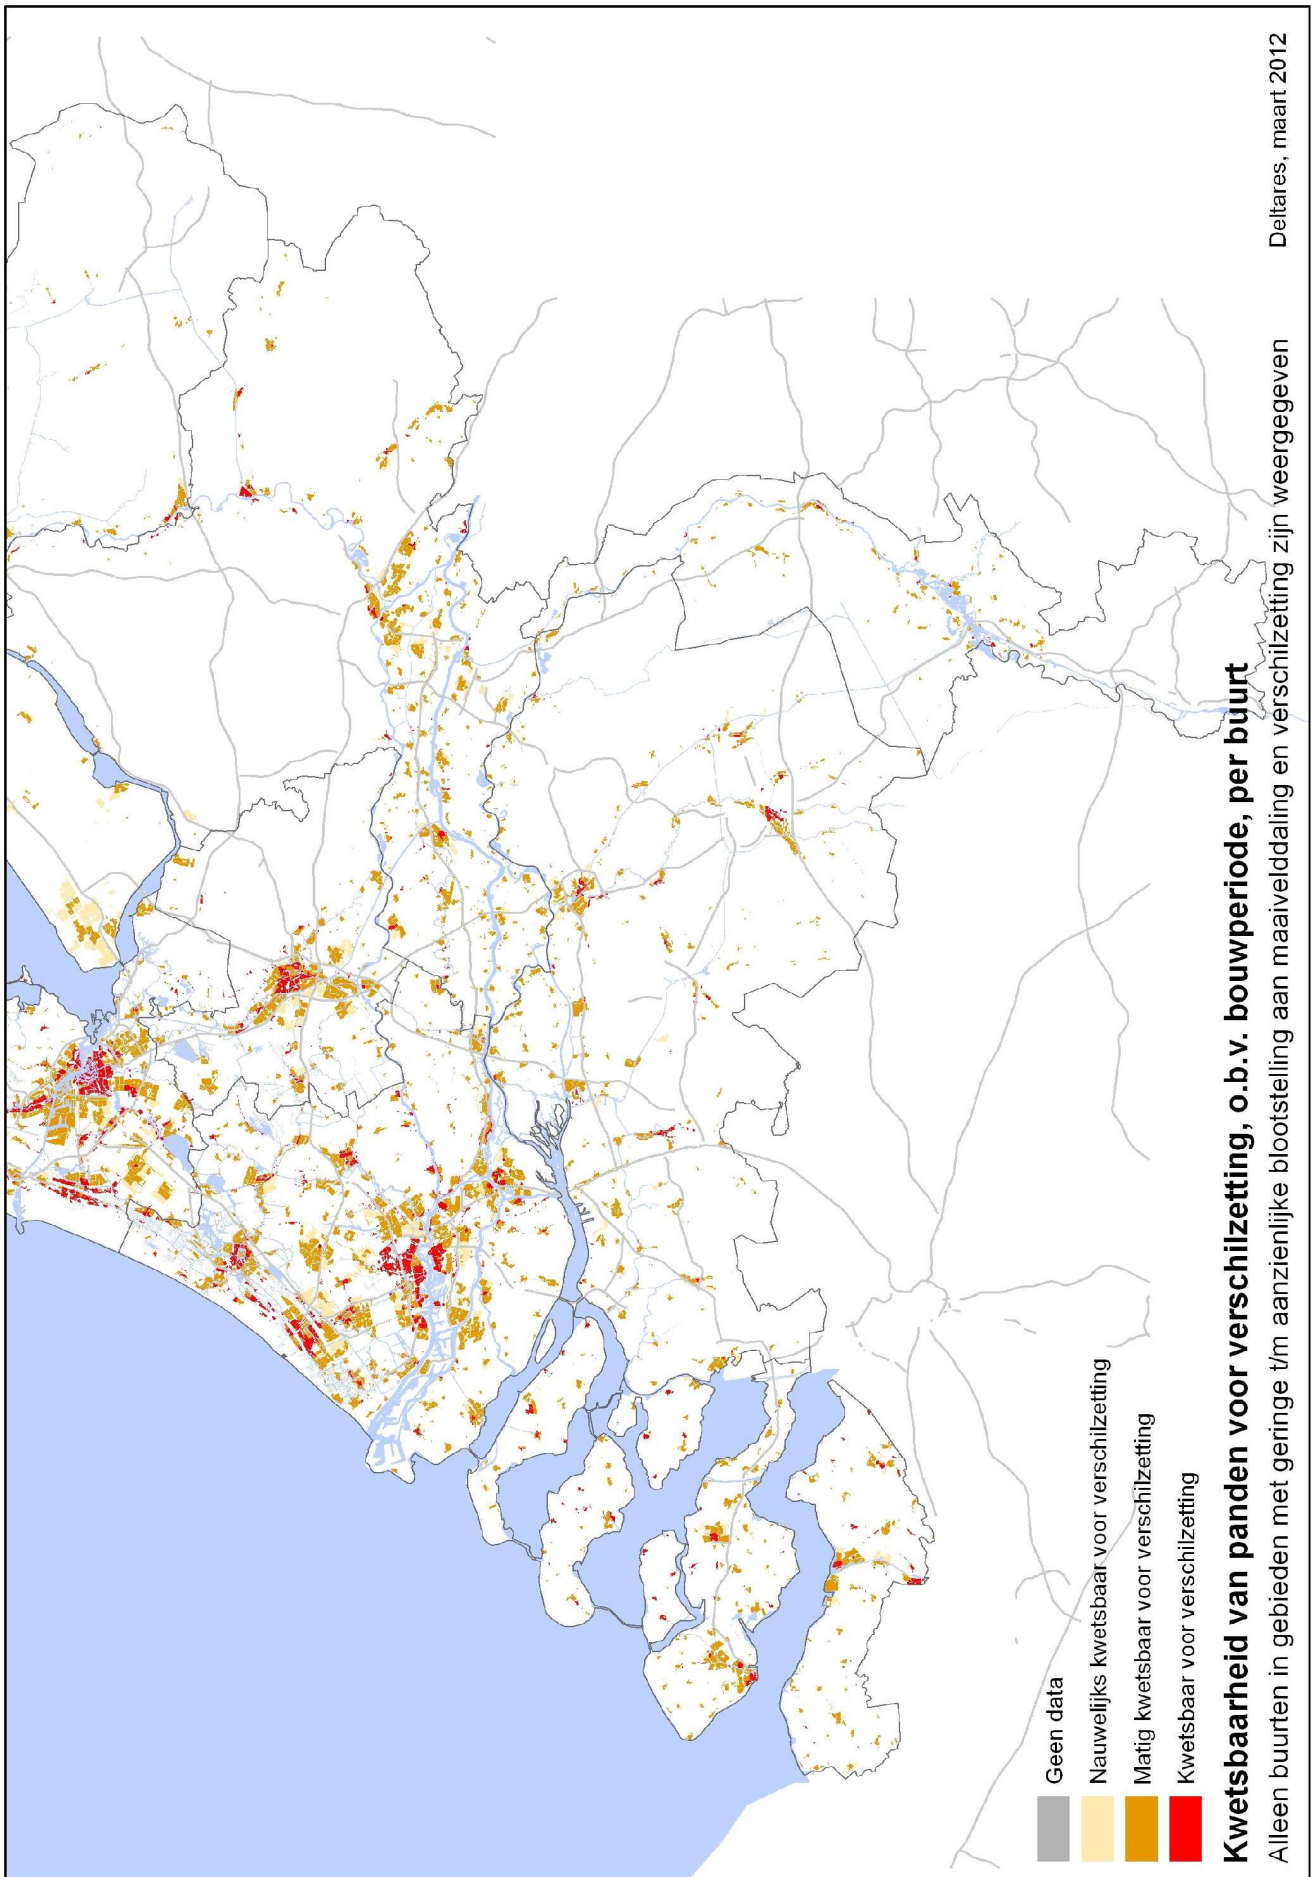 Geen data
Nauwelijks kwetsbaar voor verschilzetting
Matig kwetsbaar voor verschilzetting
Kwetsbaar voor verschilzetting
Kwetsbaarheid van panden voor verschilzetting, o.b.v. bouwperiode, per buurt
Alleen buurten in gebieden met geringe t/m aanzienlijke blootstelling aan maaivelddaling en verschilzetting zijn weergegeven
Deltares, maart 2012